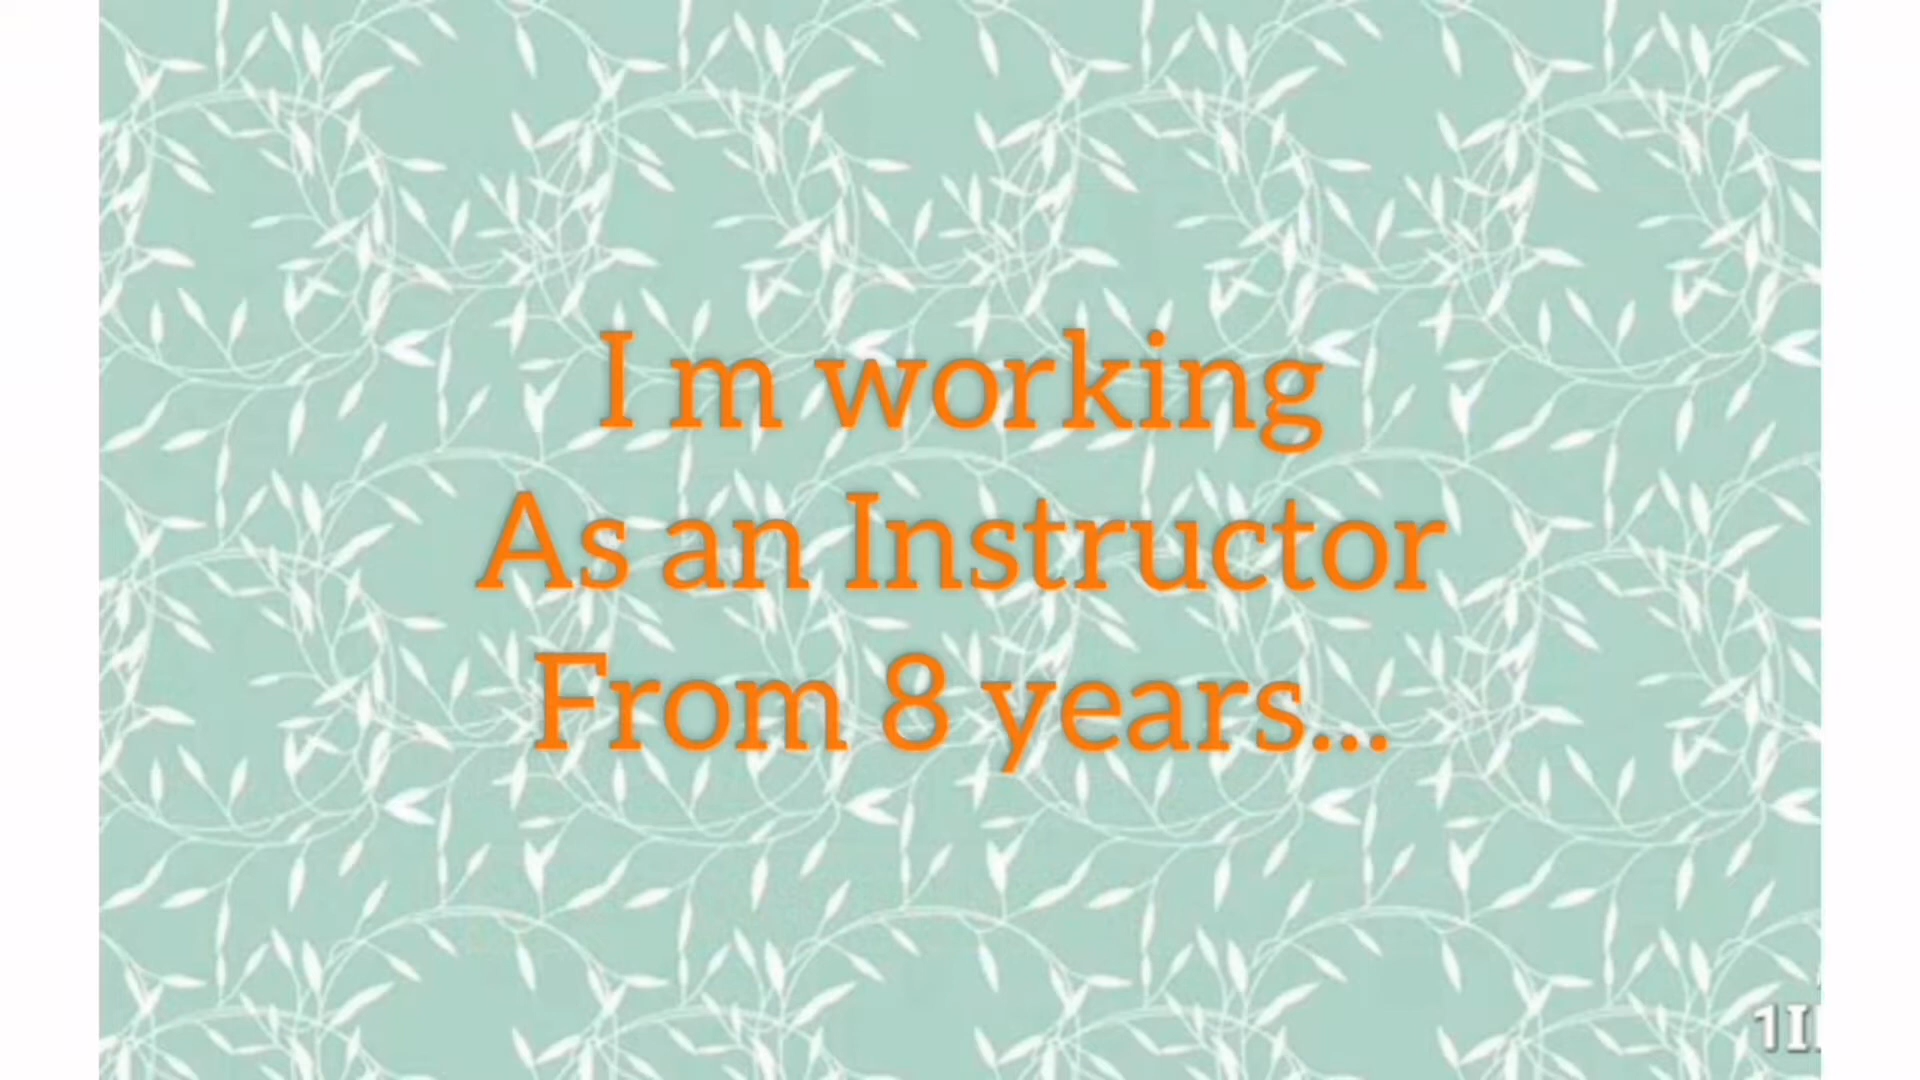 I m working
As an Instructor
From 8 years...